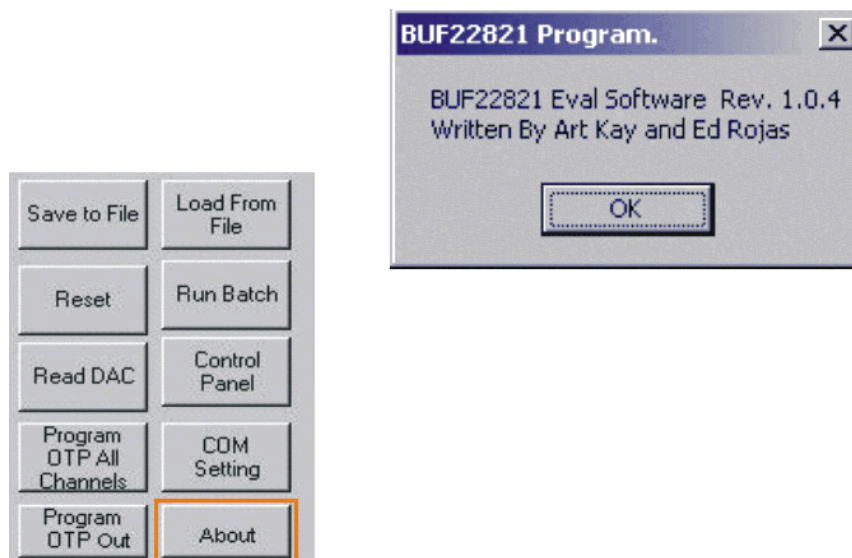 BUF22821 Program.
BUF22821 Eval Software Rev. 1.0.4
Written By Art Kay and Ed Rojas
OK
Save to File
Load From
File
Reset
Run Batch
Read DAC
Control
Panel
Program
OTP All
Channels
COM
Setting
Program
OTP Out
About